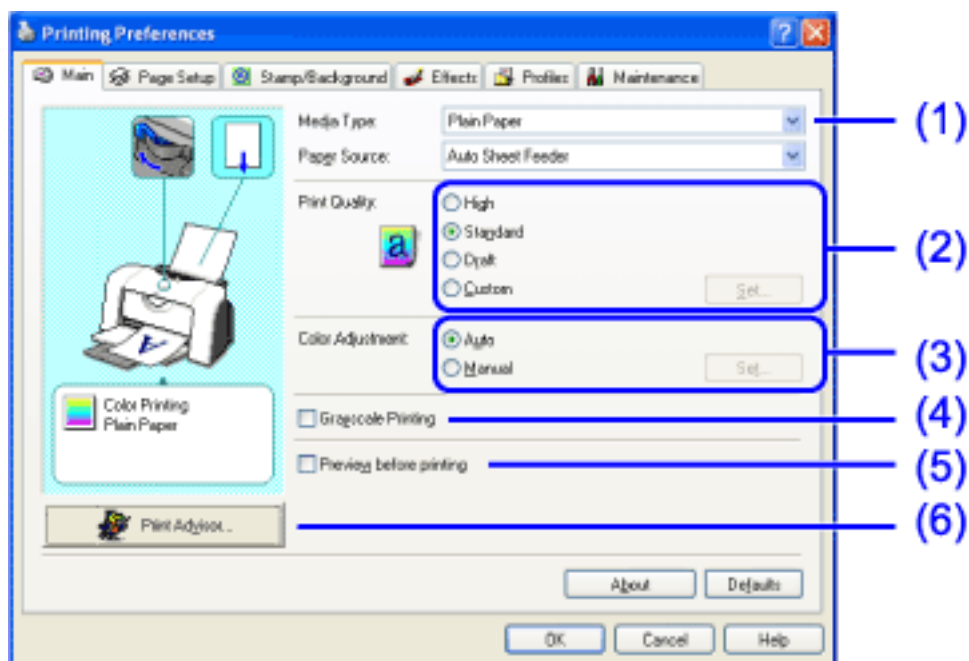 Printing Preferences
Main Page Setup Stamp/Background Effects Profiles Maintenance
Media Type: Plain Paper (1)
Paper Source: Auto Sheet Feeder
Print Quality: High
Standard (2)
a
Draft
Custom Set...
Color Adjustment: Auto
Manual Set... (3)
Color Printing
Plain Paper
Grayscale Printing (4)
Preview before printing (5)
Print Advisor... (6)
About Defaults
OK Cancel Help